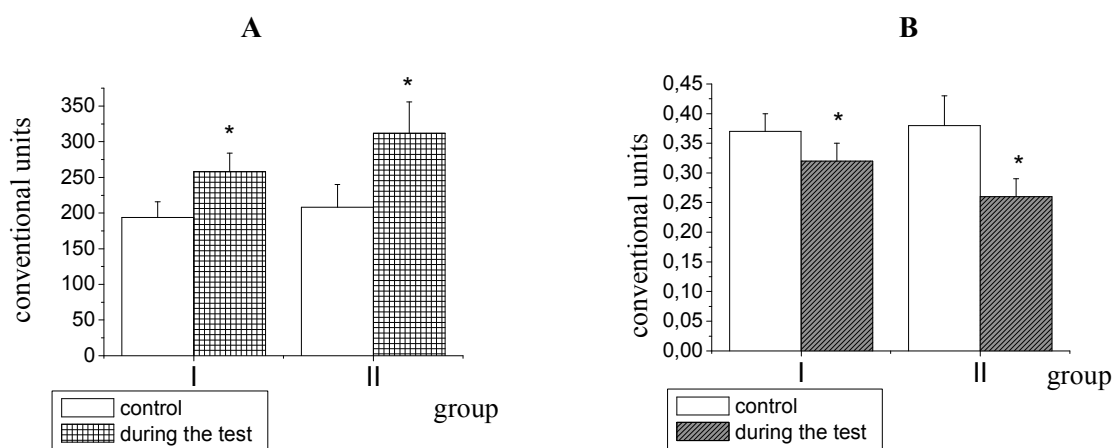 A
conventional units
350
300
250
200
150
100
50
0
*
*
I
II
group
control
during the test
B
conventional units
0,45
0,40
0,35
0,30
0,25
0,20
0,15
0,10
0,05
0,00
*
*
I
II
group
control
during the test